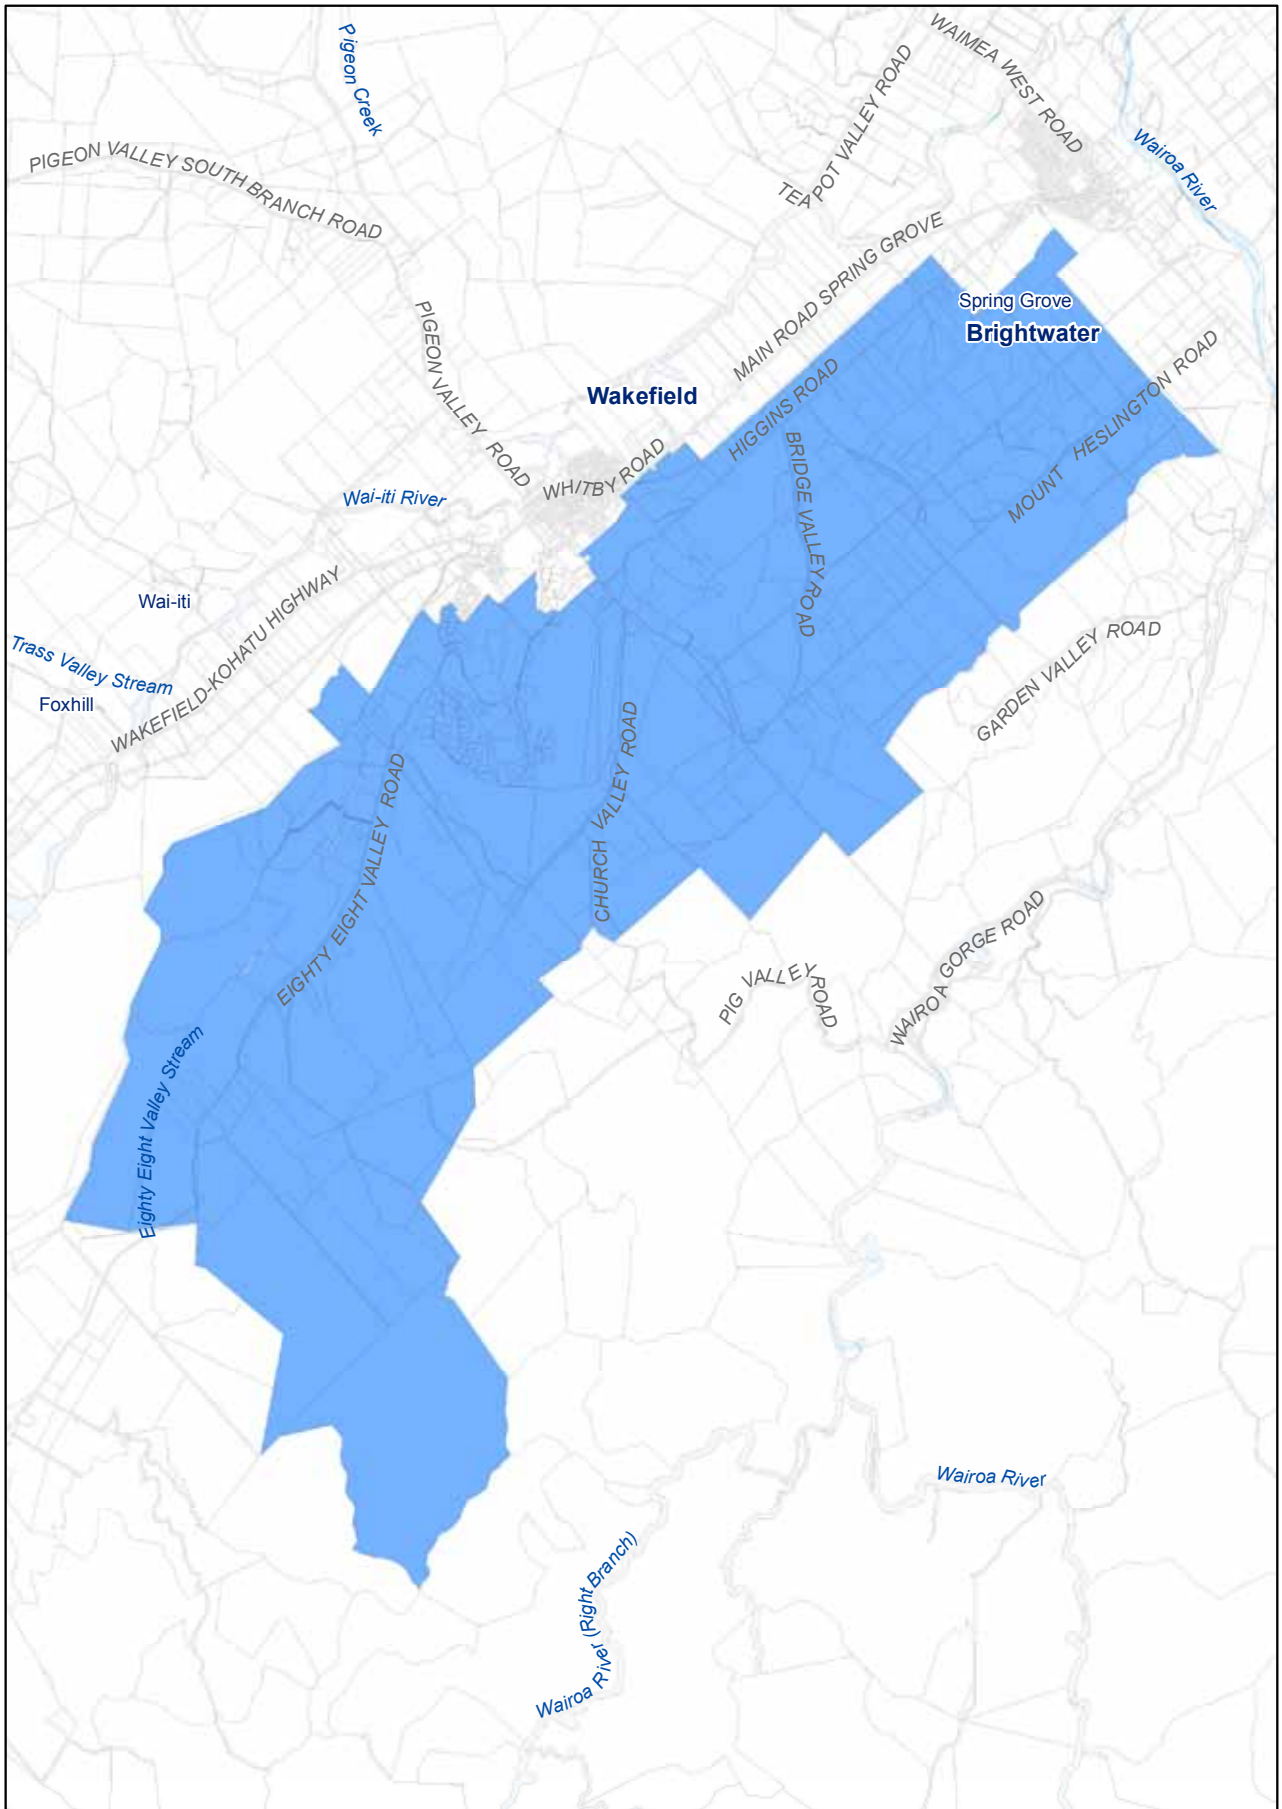 WAIMEA WEST ROAD
Pigeon Creek
TEAPOT VALLEY ROAD
Wairoa River
PIGEON VALLEY SOUTH BRANCH ROAD
MAIN ROAD SPRING GROVE
Spring Grove
Brightwater
PIGEON VALLEY ROAD
Wakefield
HIGGINS ROAD
MOUNT HESLINGTON ROAD
BRIDGE VALLEY ROAD
WHITBY ROAD
Wai-iti River
Wai-iti
WAKEFIELD-KOHATU HIGHWAY
GARDEN VALLEY ROAD
Trass Valley Stream
Foxhill
CHURCH VALLEY ROAD
EIGHTY EIGHT VALLEY ROAD
WAIROA GORGE ROAD
PIG VALLEY ROAD
Eighty Eight Valley Stream
Wairoa River
Wairoa River (Right Branch)